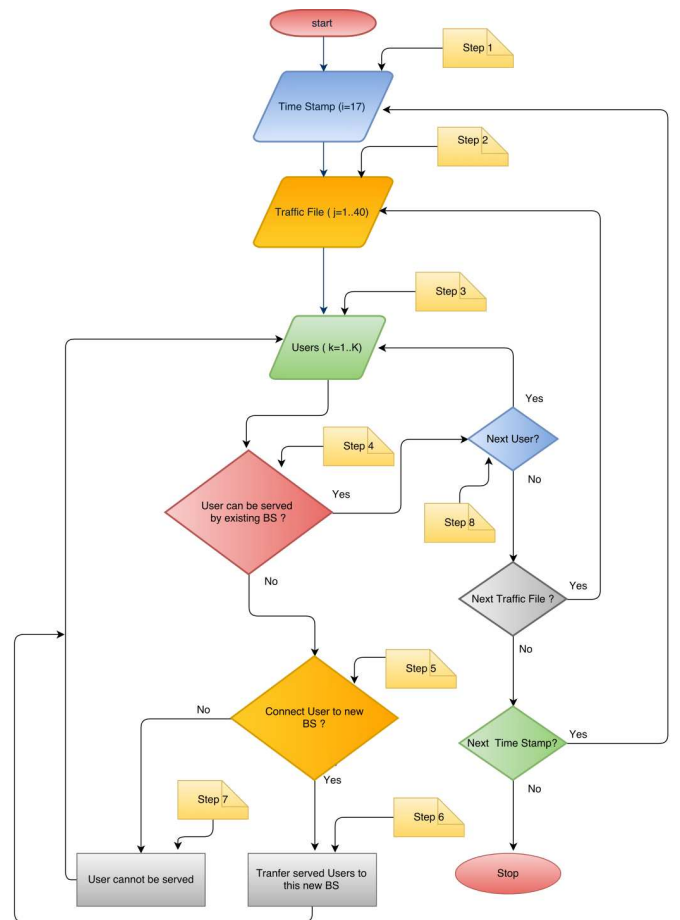 start
Step 1
Time Stamp (i=17)
Step 2
Traffic File ( j=1..40)
Step 3
Users ( k=1..K)
Yes
Step 4
Next User?
Yes
No
User can be served
by existing BS ?
Step 8
No
Next Traffic File ?
Yes
No
Step 5
No
Connect User to new
BS ?
Next Time Stamp?
Yes
Yes
No
Step 7
Step 6
User cannot be served
Tranfer served Users to
this new BS
Stop